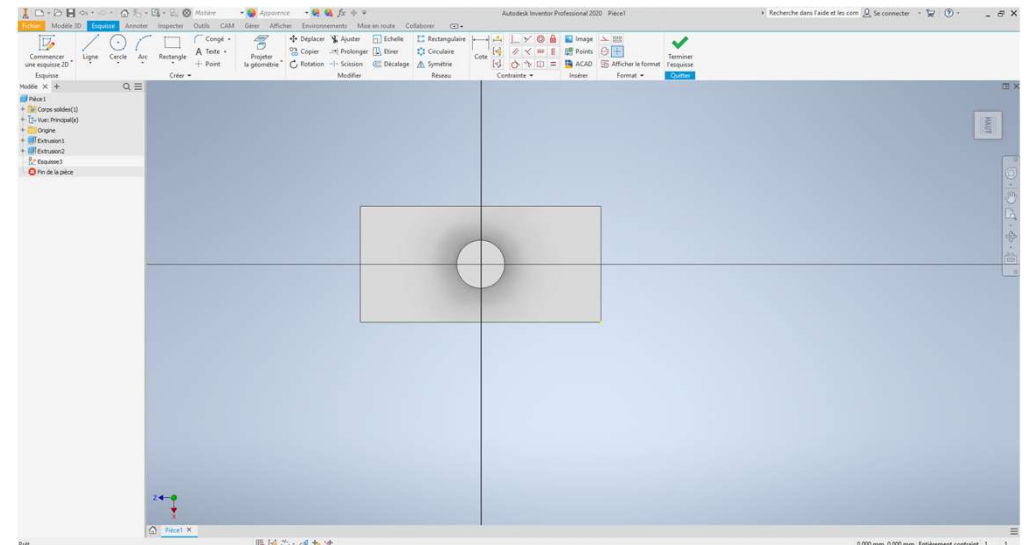 Matière Apparence fx Autodesk Inventor Professional 2020 Pièce1 Recherche dans l'aide et les com Se connecter
Fichier Modèle 3D Esquisse Annoter Inspecter Outils CAM Gérer Afficher Environnements Mise en route Collaborer
Commencer une esquisse 2D
Ligne Cercle Arc Rectangle
Congé
A Texte
Point
Projeter la géométrie
Déplacer Ajuster Echelle
Copier Prolonger Etirer
Rotation Scission Décalage
Rectangulaire
Circulaire
Symétrie
Cote
Image
Points
ACAD
Afficher le format
Terminer l'esquisse
Esquisse Créer Modifier Réseau Contrainte Insérer Format Quitter
Modèle
Pièce1
Corps solides(1)
Vue: Principal(e)
Origine
Extrusion1
Extrusion2
Esquisse3
Fin de la pièce
HAUT
Z
X
Pièce1
Prêt 0.000 mm, 0.000 mm Entièrement contraint 1 1